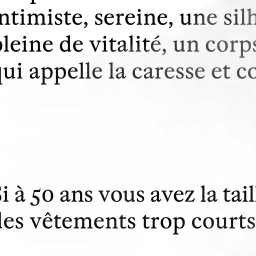 ntimiste, sereine, une silh
pleine de vitalité, un corps
qui appelle la caresse et co
Si à 50 ans vous avez la tail
les vêtements trop courts